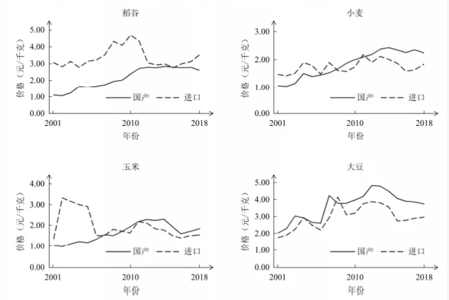 稻谷
价格（元/千克）
5.00
4.00
3.00
2.00
1.00
0.00
国产
进口
2001
2010
2018
年份
小麦
价格（元/千克）
3.00
2.00
1.00
0.00
国产
进口
2001
2010
2018
年份
玉米
价格（元/千克）
4.00
3.00
2.00
1.00
0.00
国产
进口
2001
2010
2018
年份
大豆
价格（元/千克）
5.00
4.00
3.00
2.00
1.00
0.00
国产
进口
2001
2010
2018
年份